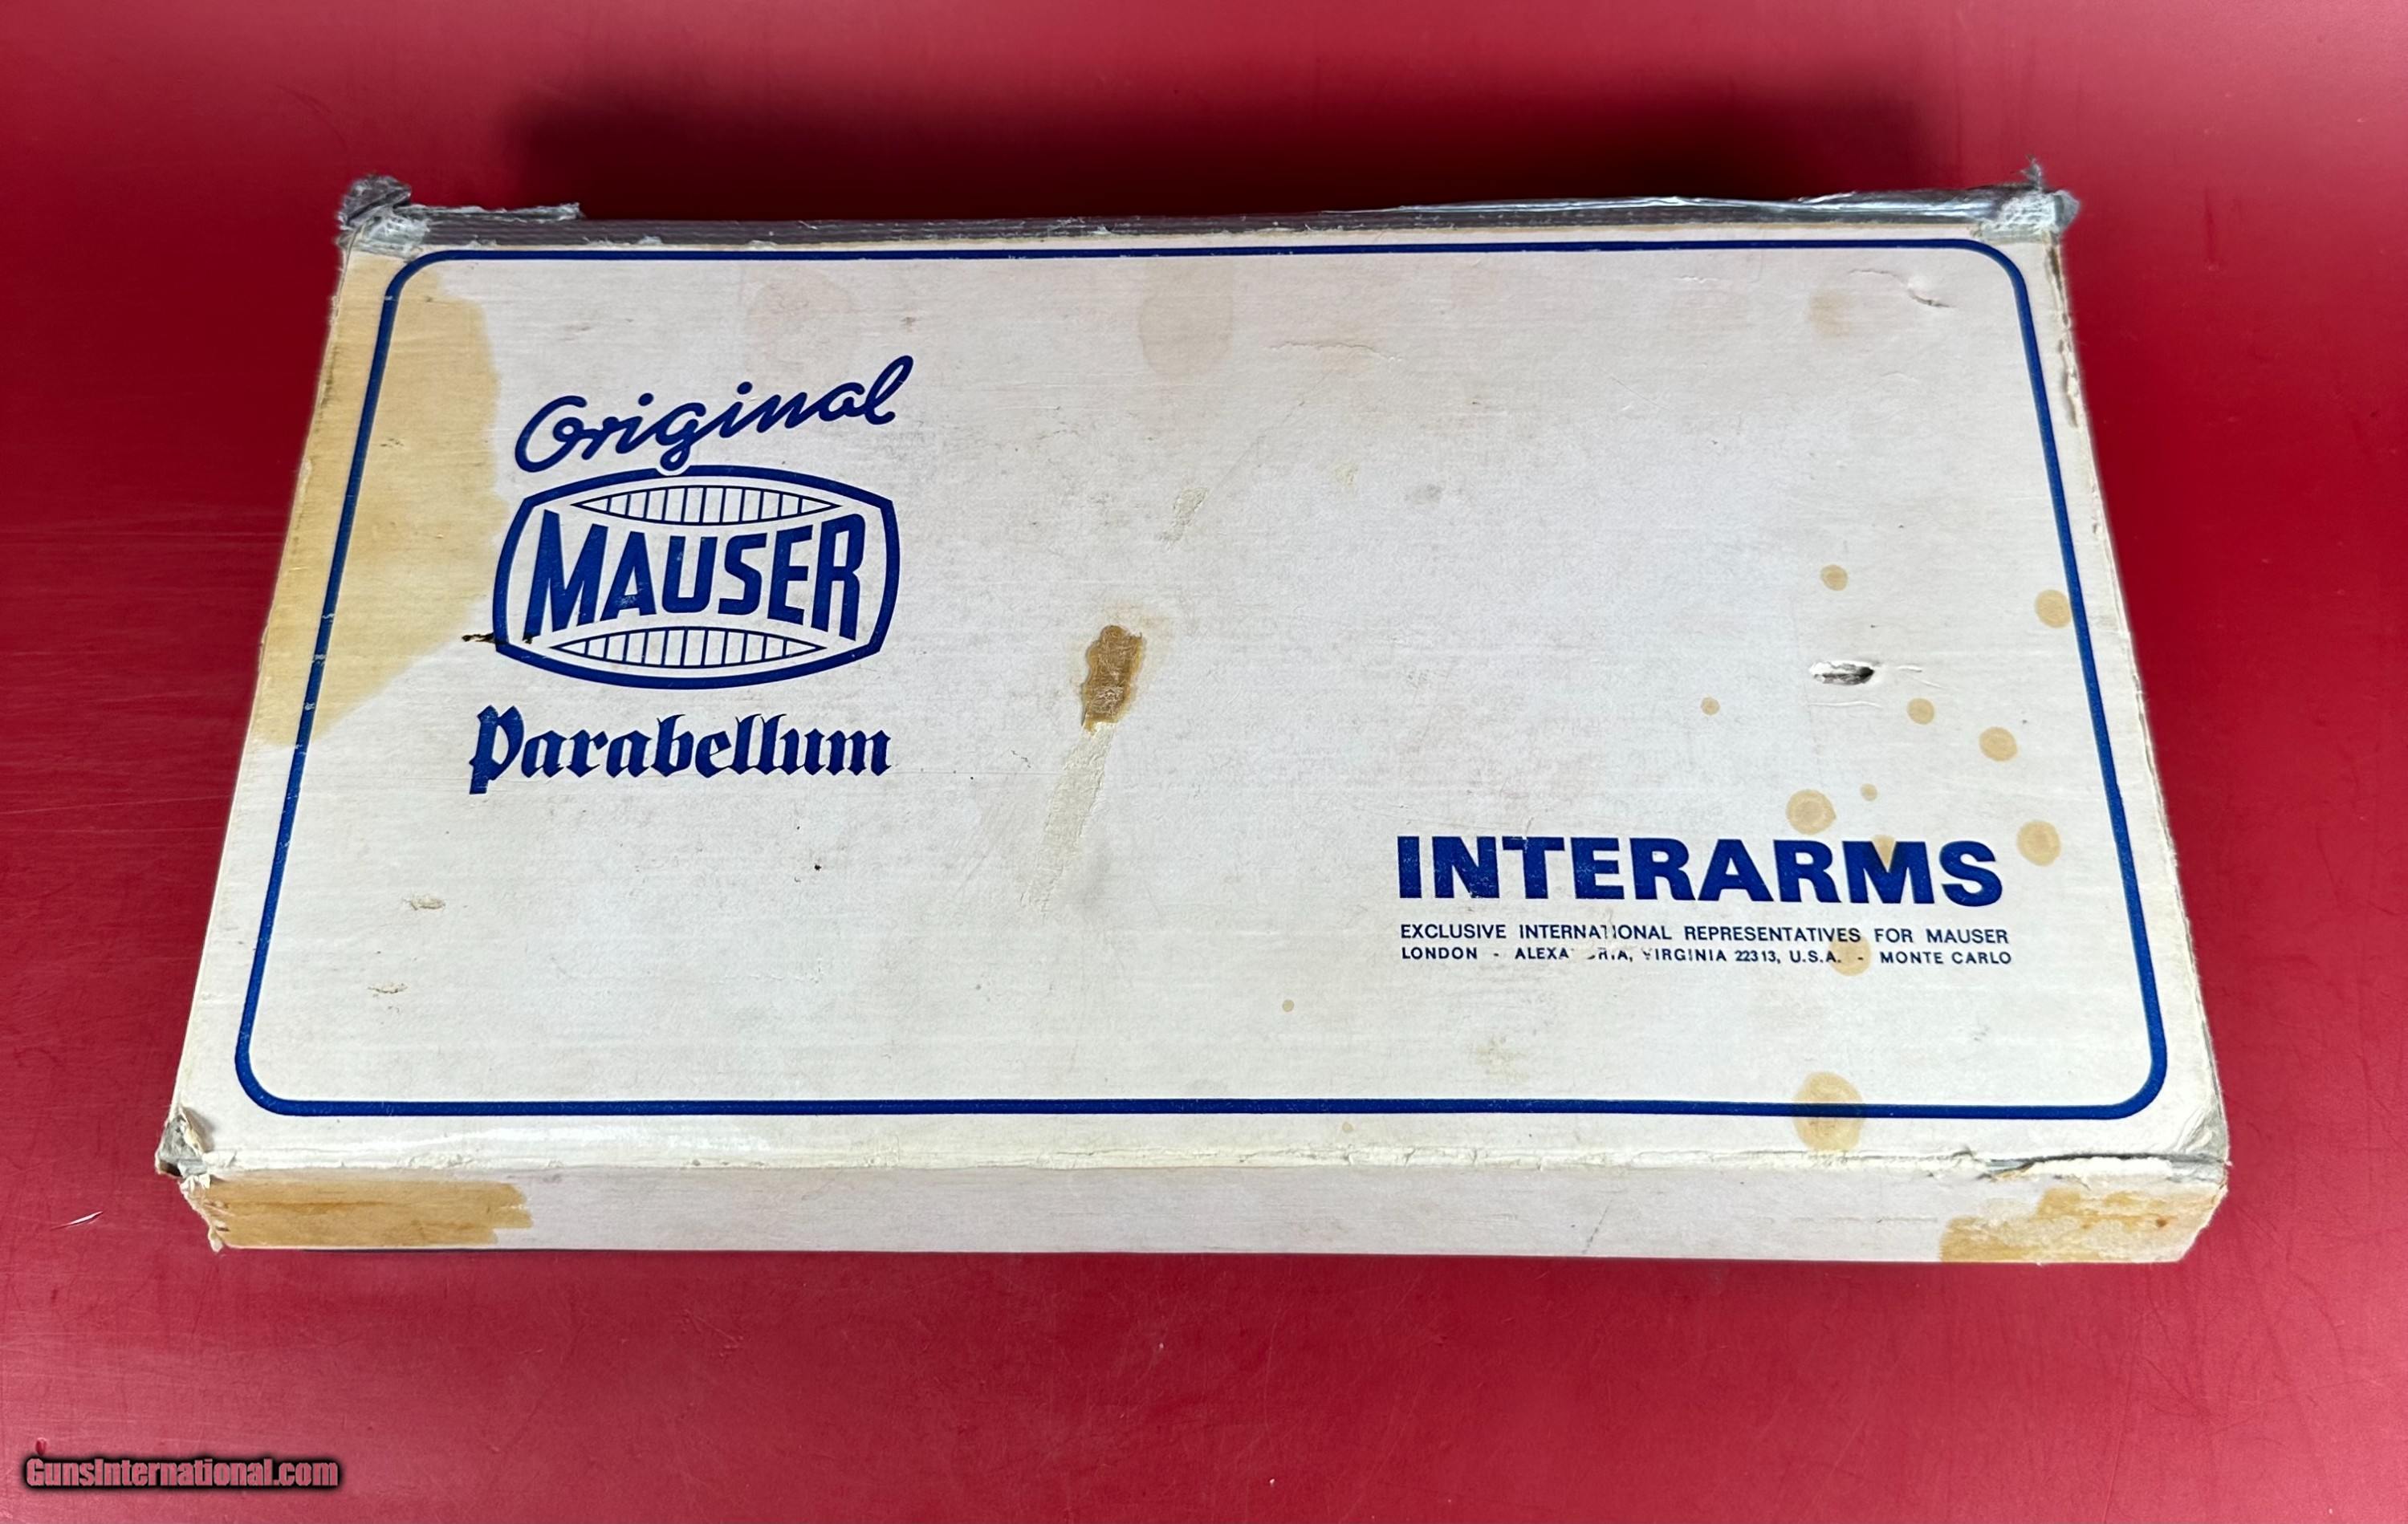 Original
MAUSER
Parabellum
INTERARMS
EXCLUSIVE INTERNATIONAL REPRESENTATIVES FOR MAUSER
LONDON - VIRGINIA 22313, U.S.A. - MONTE CARLO
GunsInternational.com